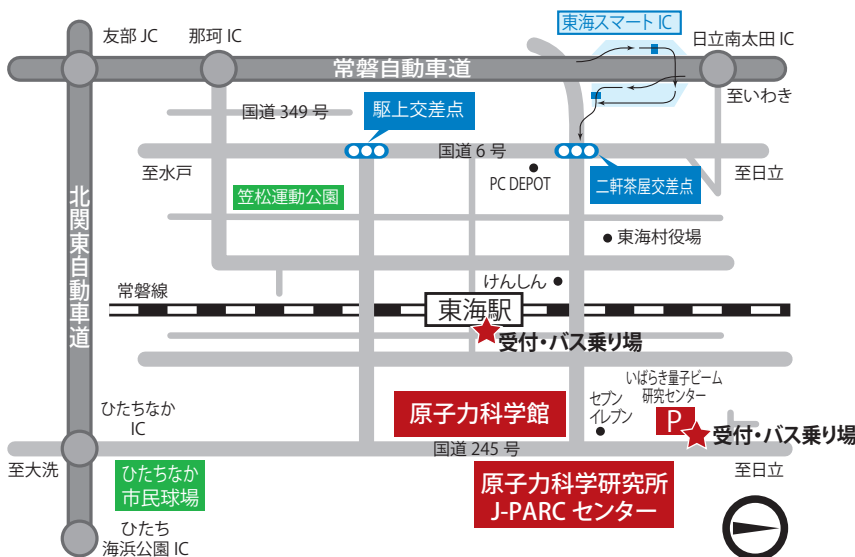 東海スマート IC
友部 JC
那珂 IC
日立南太田 IC
常磐自動車道
至いわき
国道 349 号
駆上交差点
国道 6 号
至水戸
PC DEPOT
二軒茶屋交差点
至日立
笠松運動公園
北関東自動車道
東海村役場
けんしん
常磐線
東海駅
受付・バス乗り場
いばらき量子ビーム
研究センター
セブン
イレブン
P
原子力科学館
ひたちなか
IC
受付・バス乗り場
国道 245 号
至大洗
ひたちなか
市民球場
原子力科学研究所
J-PARC センター
至日立
ひたち
海浜公園 IC